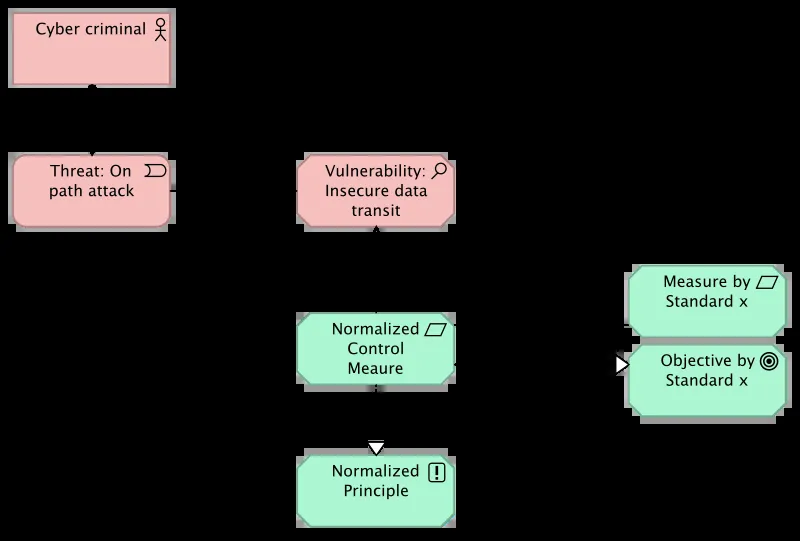 Cyber criminal
Threat: On
path attack
Vulnerability:
Insecure data
transit
Normalized
Control
Meaure
Measure by
Standard x
Objective by
Standard x
Normalized
Principle